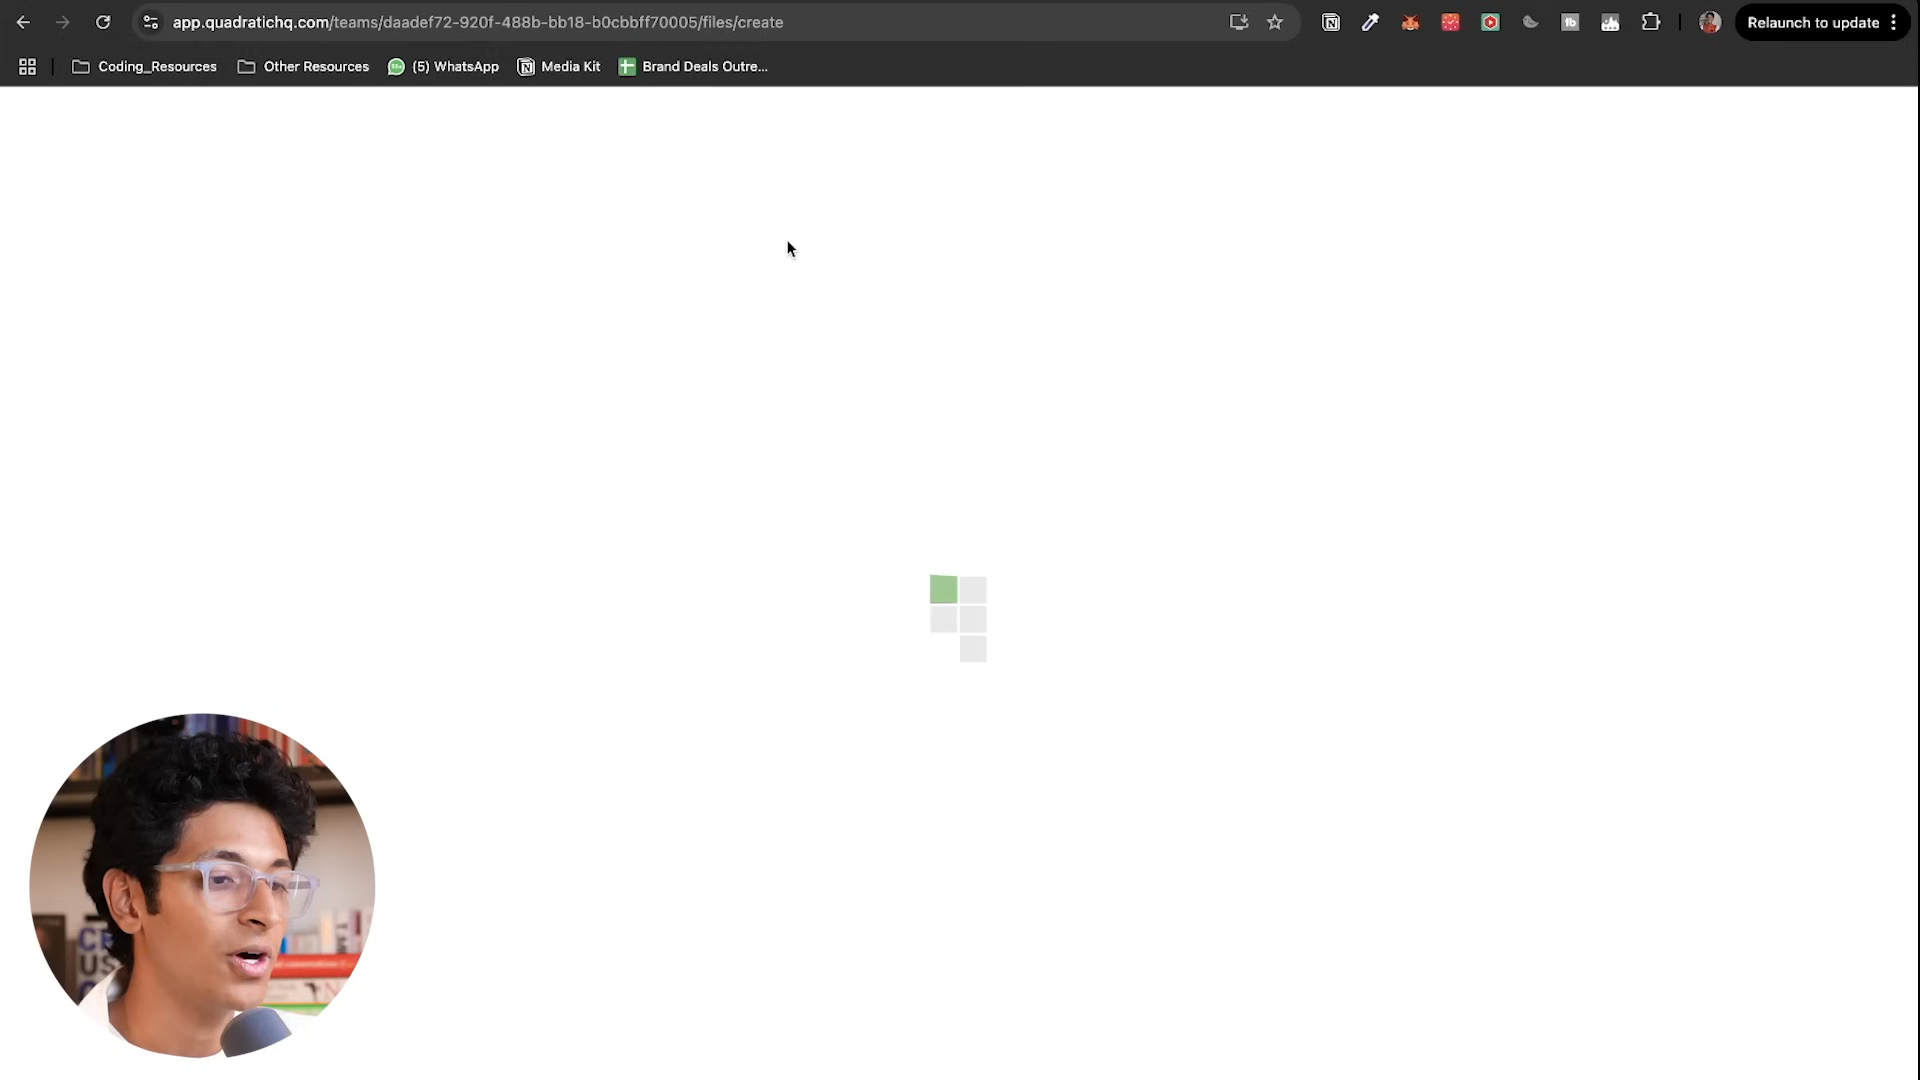 app.quadratichq.com/teams/daadef72-920f-488b-bb18-b0cbbff70005/files/create
Relaunch to update
Coding_Resources
Other Resources
(5) WhatsApp
Media Kit
Brand Deals Outre...
fb